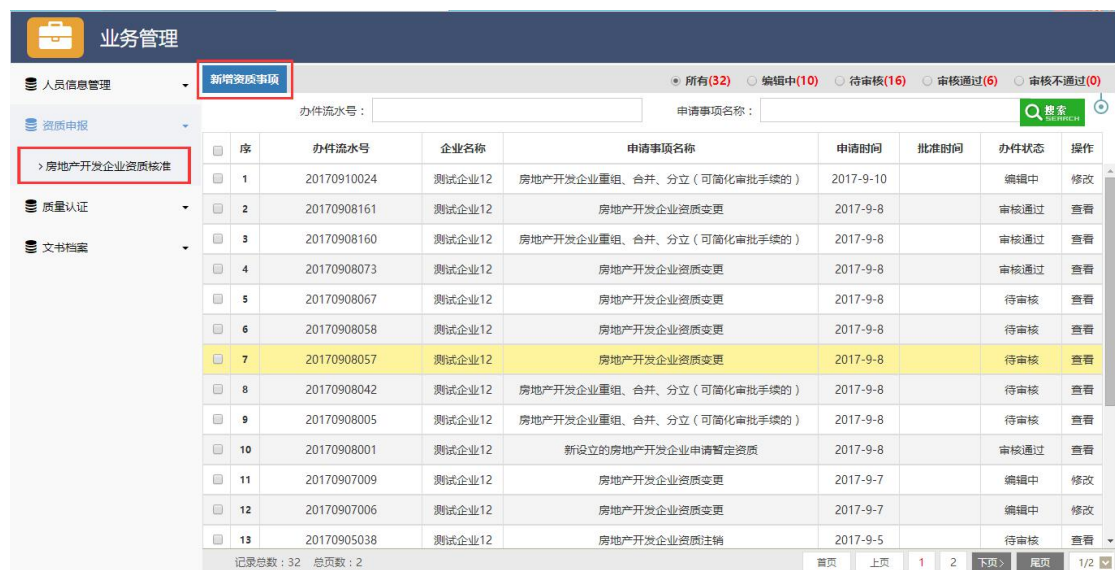 业务管理
人员信息管理
资质申报
>房地产开发企业资质核准
质量认证
文书档案
新增资质事项
所有(32) 编辑中(10) 待审核(16) 审核通过(6) 审核不通过(0)
办件流水号： 申请事项名称： 搜索 SEARCH
序 办件流水号 企业名称 申请事项名称 申请时间 批准时间 办件状态 操作
1 20170910024 测试企业12 房地产开发企业重组、合并、分立（可简化审批手续的） 2017-9-10 编辑中 修改
2 20170908161 测试企业12 房地产开发企业资质变更 2017-9-8 审核通过 查看
3 20170908160 测试企业12 房地产开发企业重组、合并、分立（可简化审批手续的） 2017-9-8 审核通过 查看
4 20170908073 测试企业12 房地产开发企业资质变更 2017-9-8 审核通过 查看
5 20170908067 测试企业12 房地产开发企业资质变更 2017-9-8 待审核 查看
6 20170908058 测试企业12 房地产开发企业资质变更 2017-9-8 待审核 查看
7 20170908057 测试企业12 房地产开发企业资质变更 2017-9-8 待审核 查看
8 20170908042 测试企业12 房地产开发企业重组、合并、分立（可简化审批手续的） 2017-9-8 待审核 查看
9 20170908005 测试企业12 房地产开发企业重组、合并、分立（可简化审批手续的） 2017-9-8 待审核 查看
10 20170908001 测试企业12 新设立的房地产开发企业申请暂定资质 2017-9-8 审核通过 查看
11 20170907009 测试企业12 房地产开发企业资质变更 2017-9-7 编辑中 修改
12 20170907006 测试企业12 房地产开发企业资质变更 2017-9-7 编辑中 修改
13 20170905038 测试企业12 房地产开发企业资质注销 2017-9-5 待审核 查看
记录总数：32 总页数：2 首页 上页 1 2 下页> 尾页 1/2